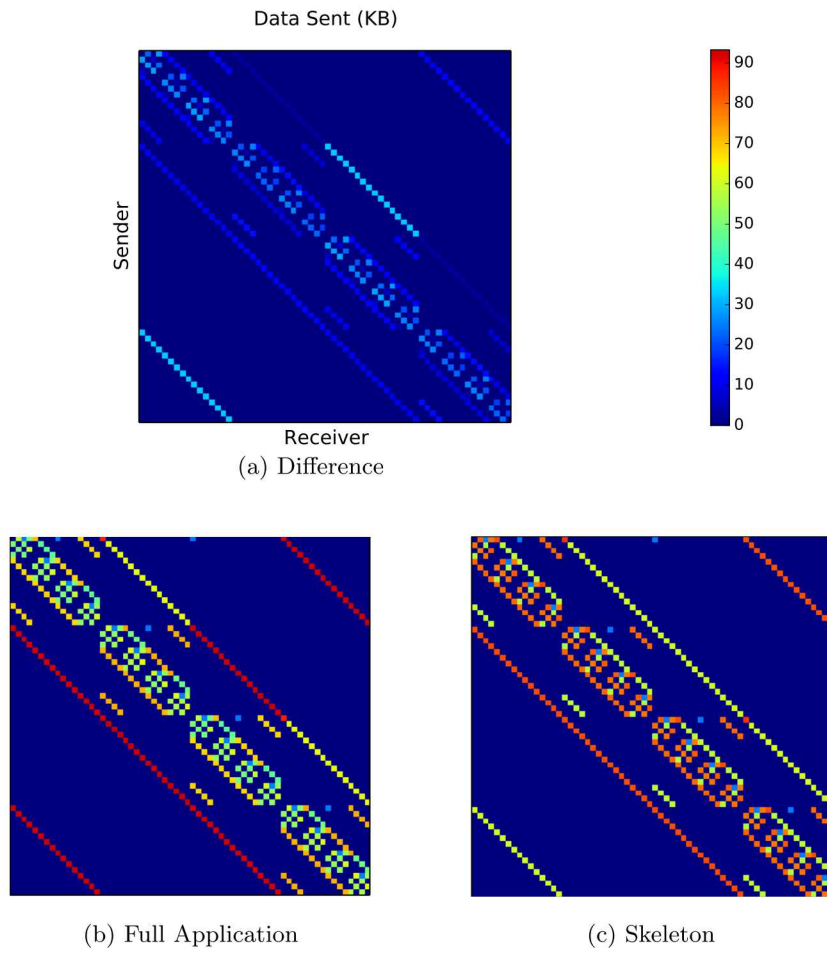 Data Sent (KB)
90
80
70
60
50
40
30
20
10
0
Sender
Receiver
(a) Difference
(b) Full Application
(c) Skeleton